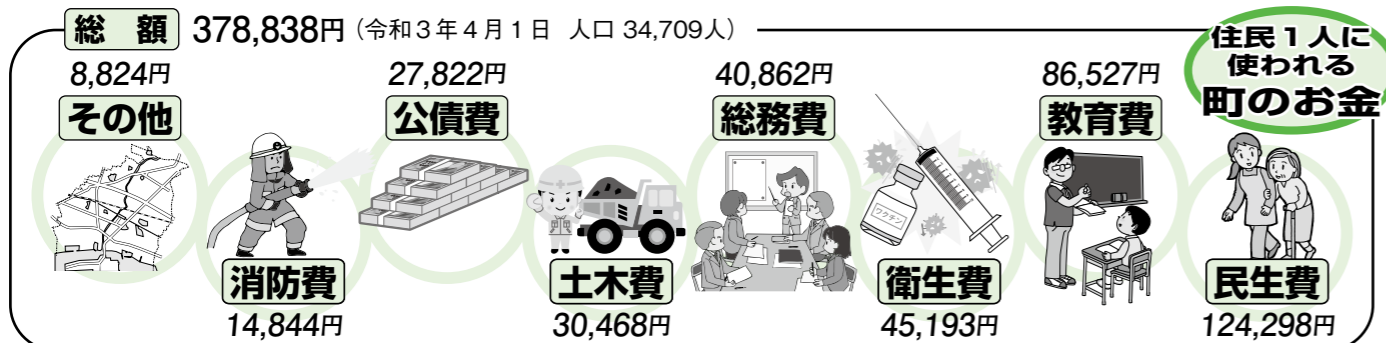 総額 378,838円 (令和3年4月1日 人口 34,709人)
住民1人に
使われる
町のお金
8,824円
その他
消防費
14,844円
27,822円
公債費
土木費
30,468円
40,862円
総務費
ワクチン
衛生費
45,193円
86,527円
教育費
民生費
124,298円